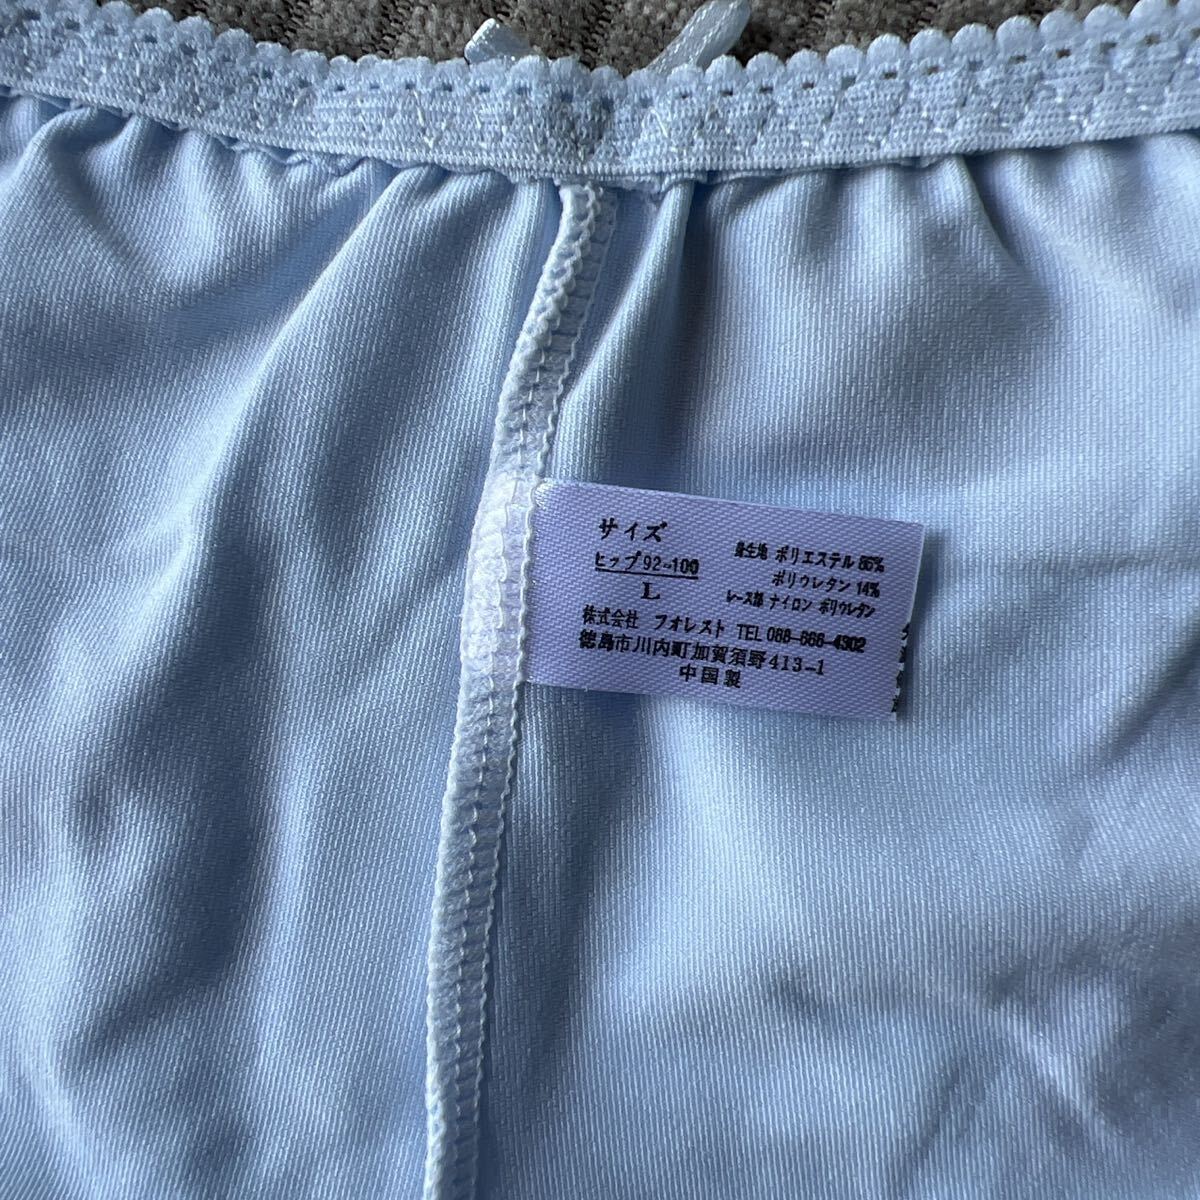 サイズ
ヒップ92~100
L
身生地 ポリエステル 86%
ポリウレタン 14%
レース部 ナイロン ポリウレタン
株式会社 フォレスト TEL 088-666-4302
徳島市川内町加賀須野413-1
中国製